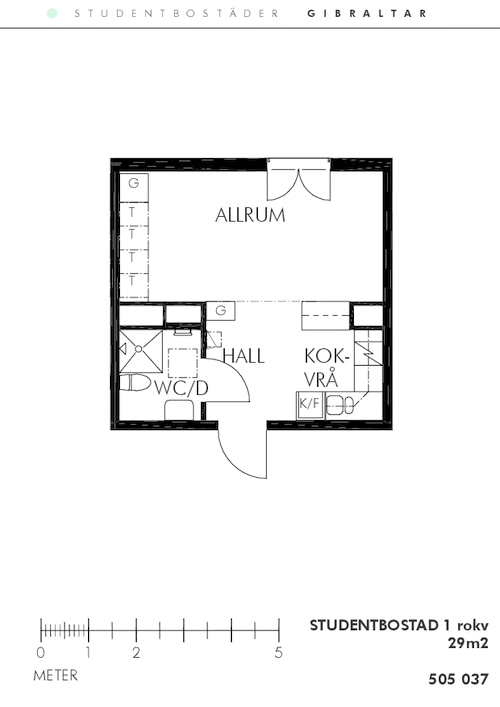 STUDENTBOSTÄDER GIBRALTAR
G
T
T
T
T
ALLRUM
G
HALL
KOK-
VRÅ
WC/D
K/F
0 1 2 5
METER
STUDENTBOSTAD 1 rokv
29m2
505 037